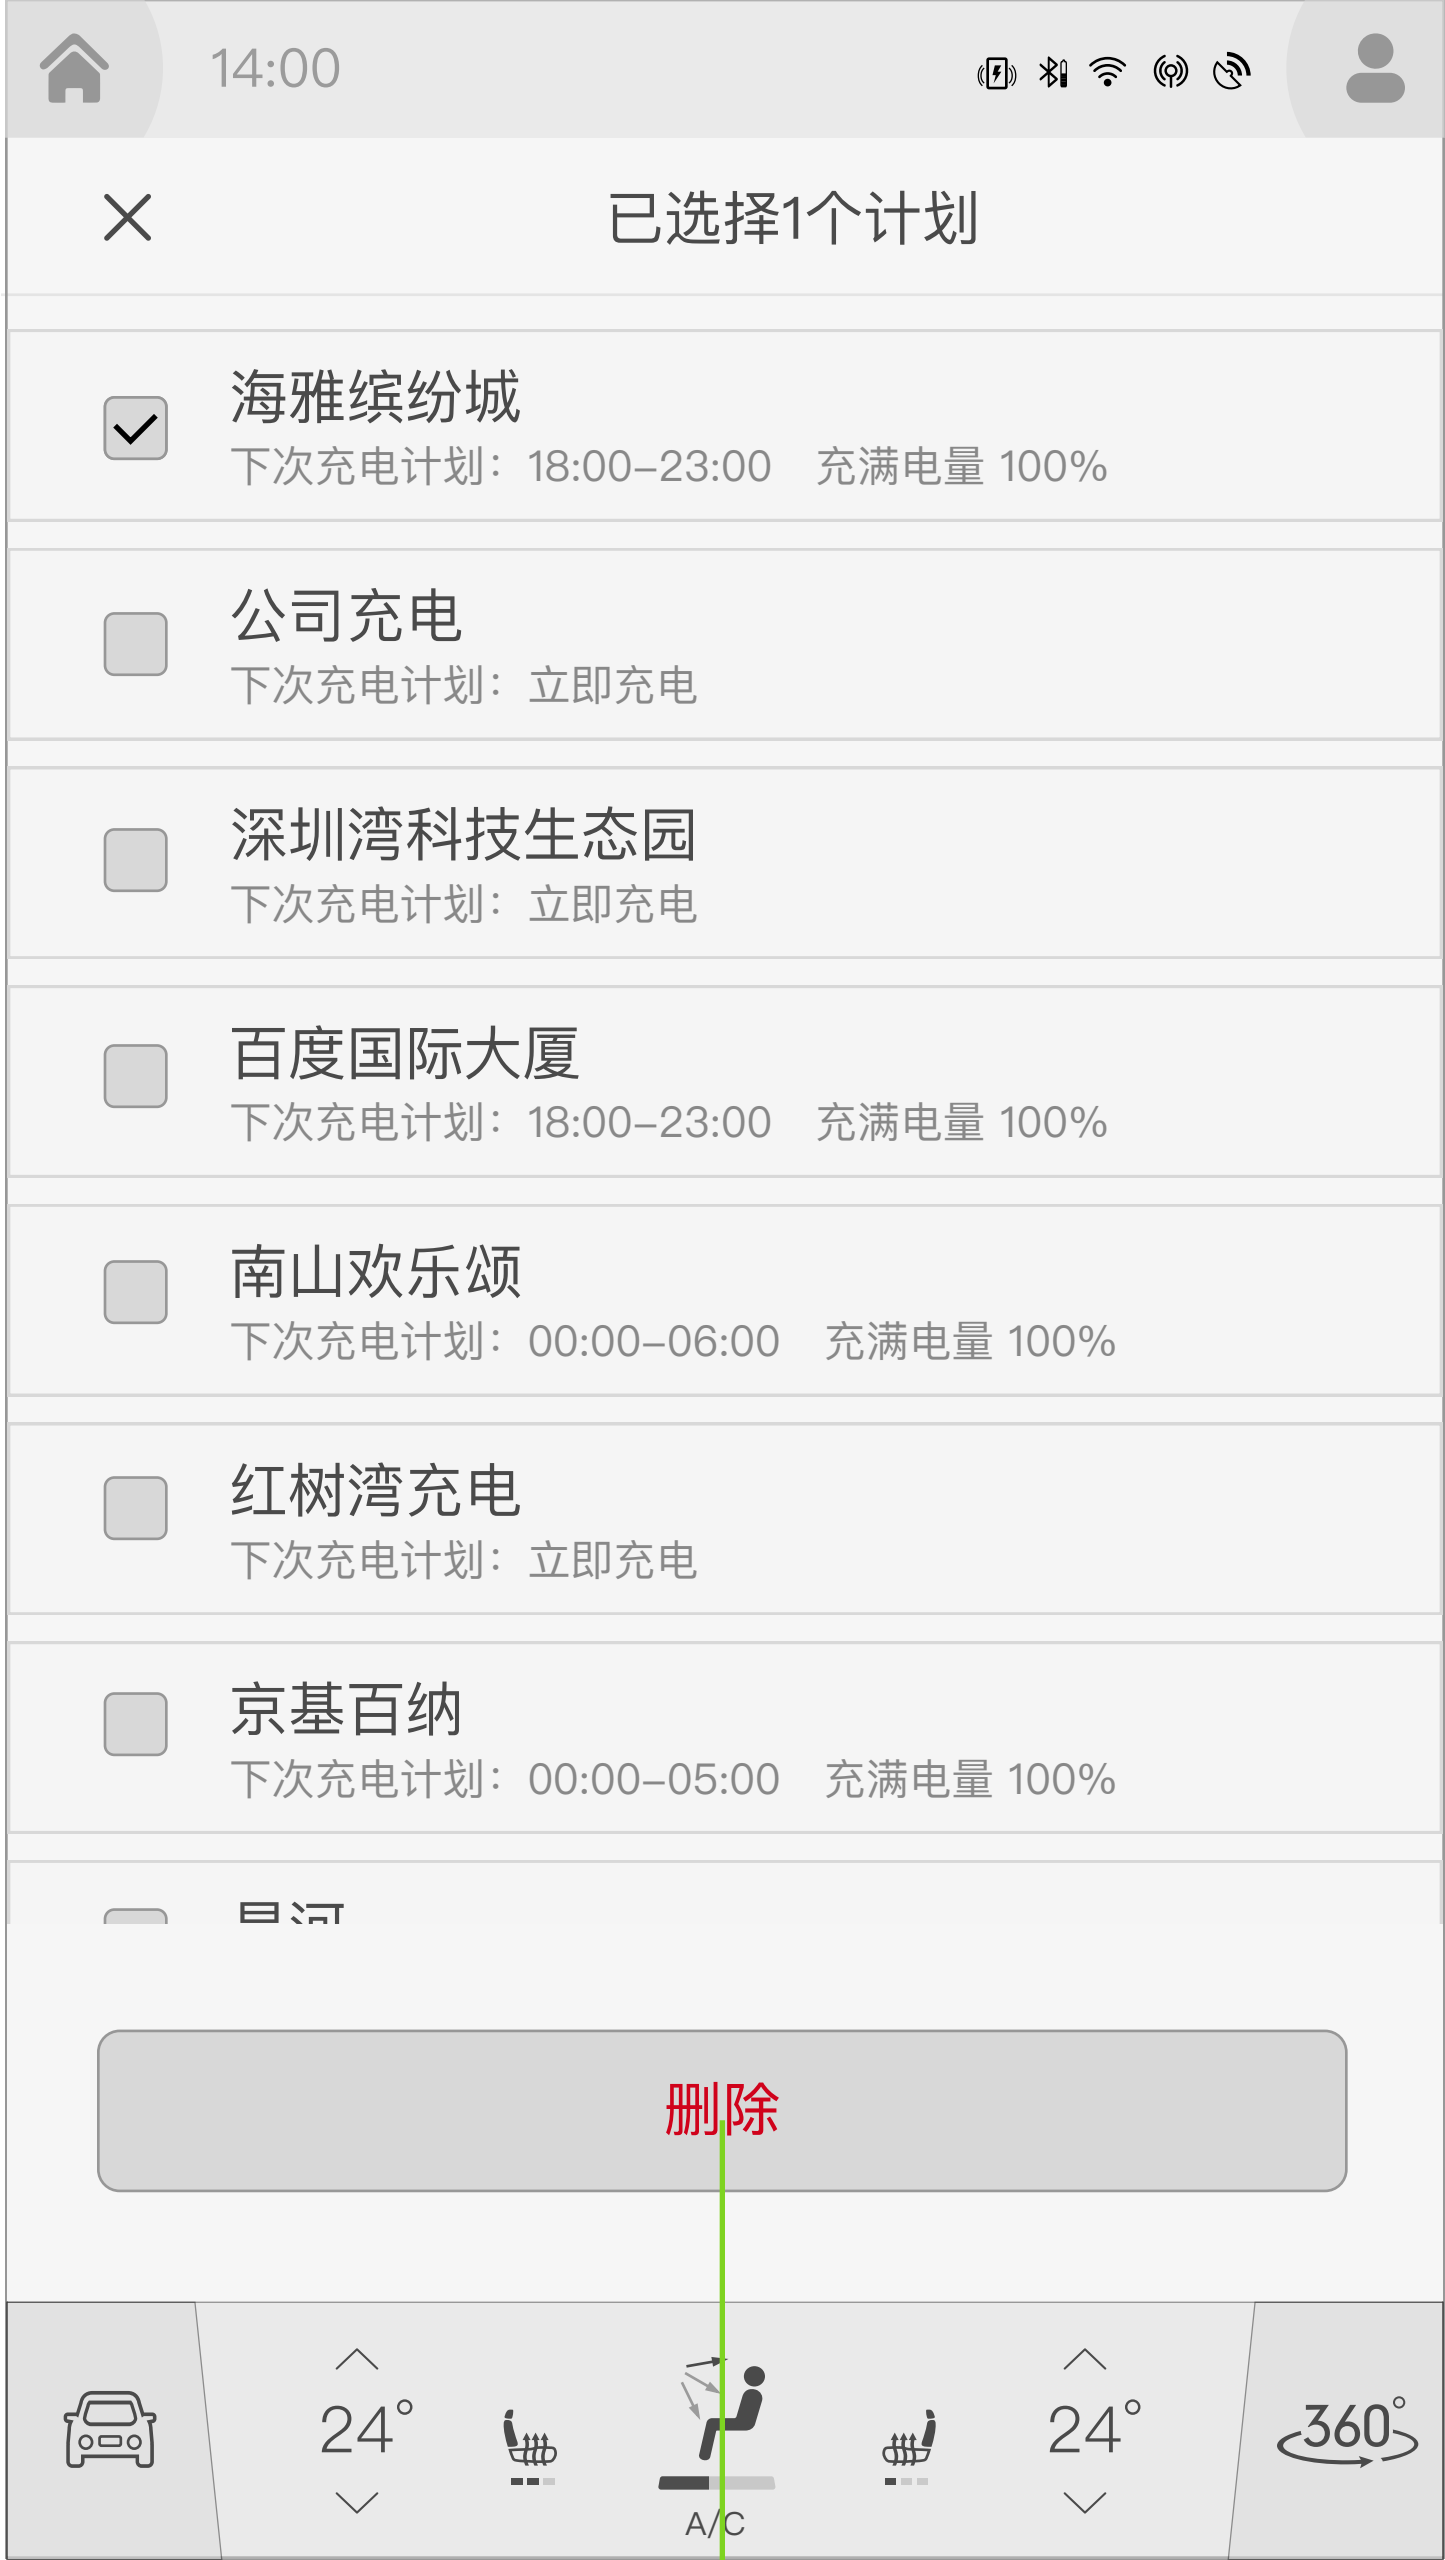 14:00
已选择1个计划
海雅缤纷城
下次充电计划：18:00-23:00 充满电量 100%
公司充电
下次充电计划：立即充电
深圳湾科技生态园
下次充电计划：立即充电
百度国际大厦
下次充电计划：18:00-23:00 充满电量 100%
南山欢乐颂
下次充电计划：00:00-06:00 充满电量 100%
红树湾充电
下次充电计划：立即充电
京基百纳
下次充电计划：00:00-05:00 充满电量 100%
删除
24°
24°
360°
A/C